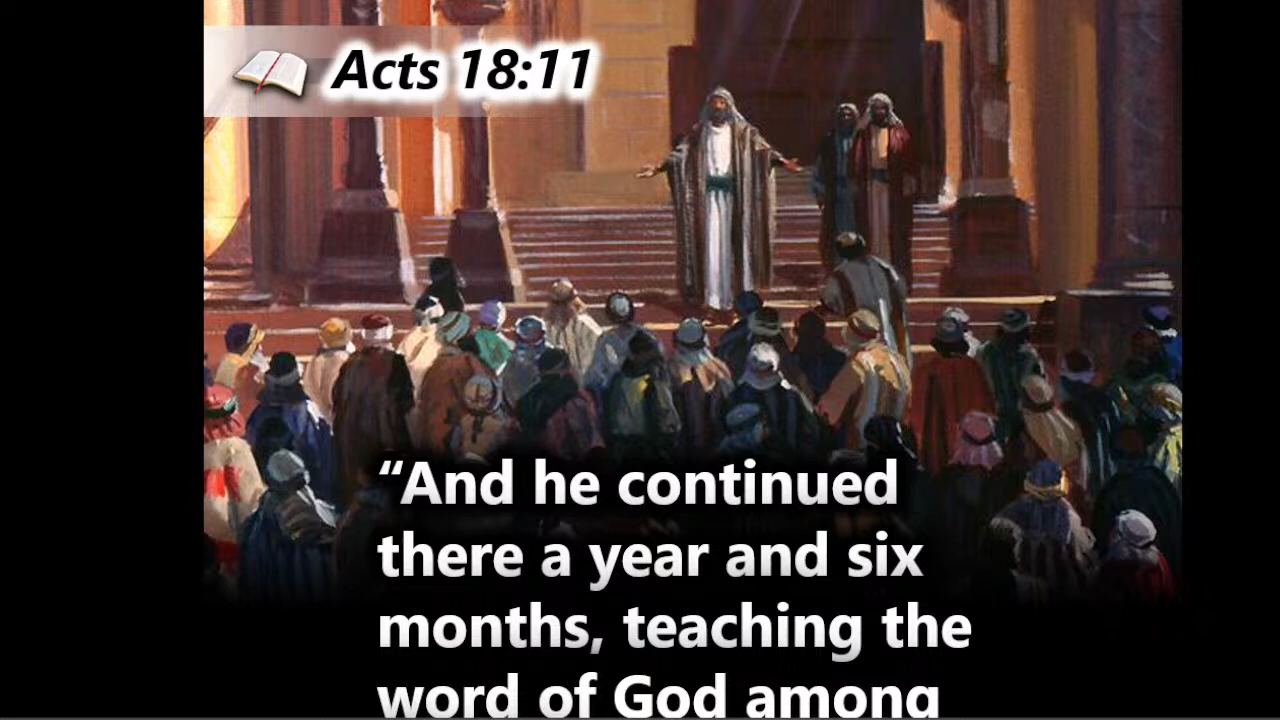 Acts 18:11
“And he continued
there a year and six
months, teaching the
word of God among